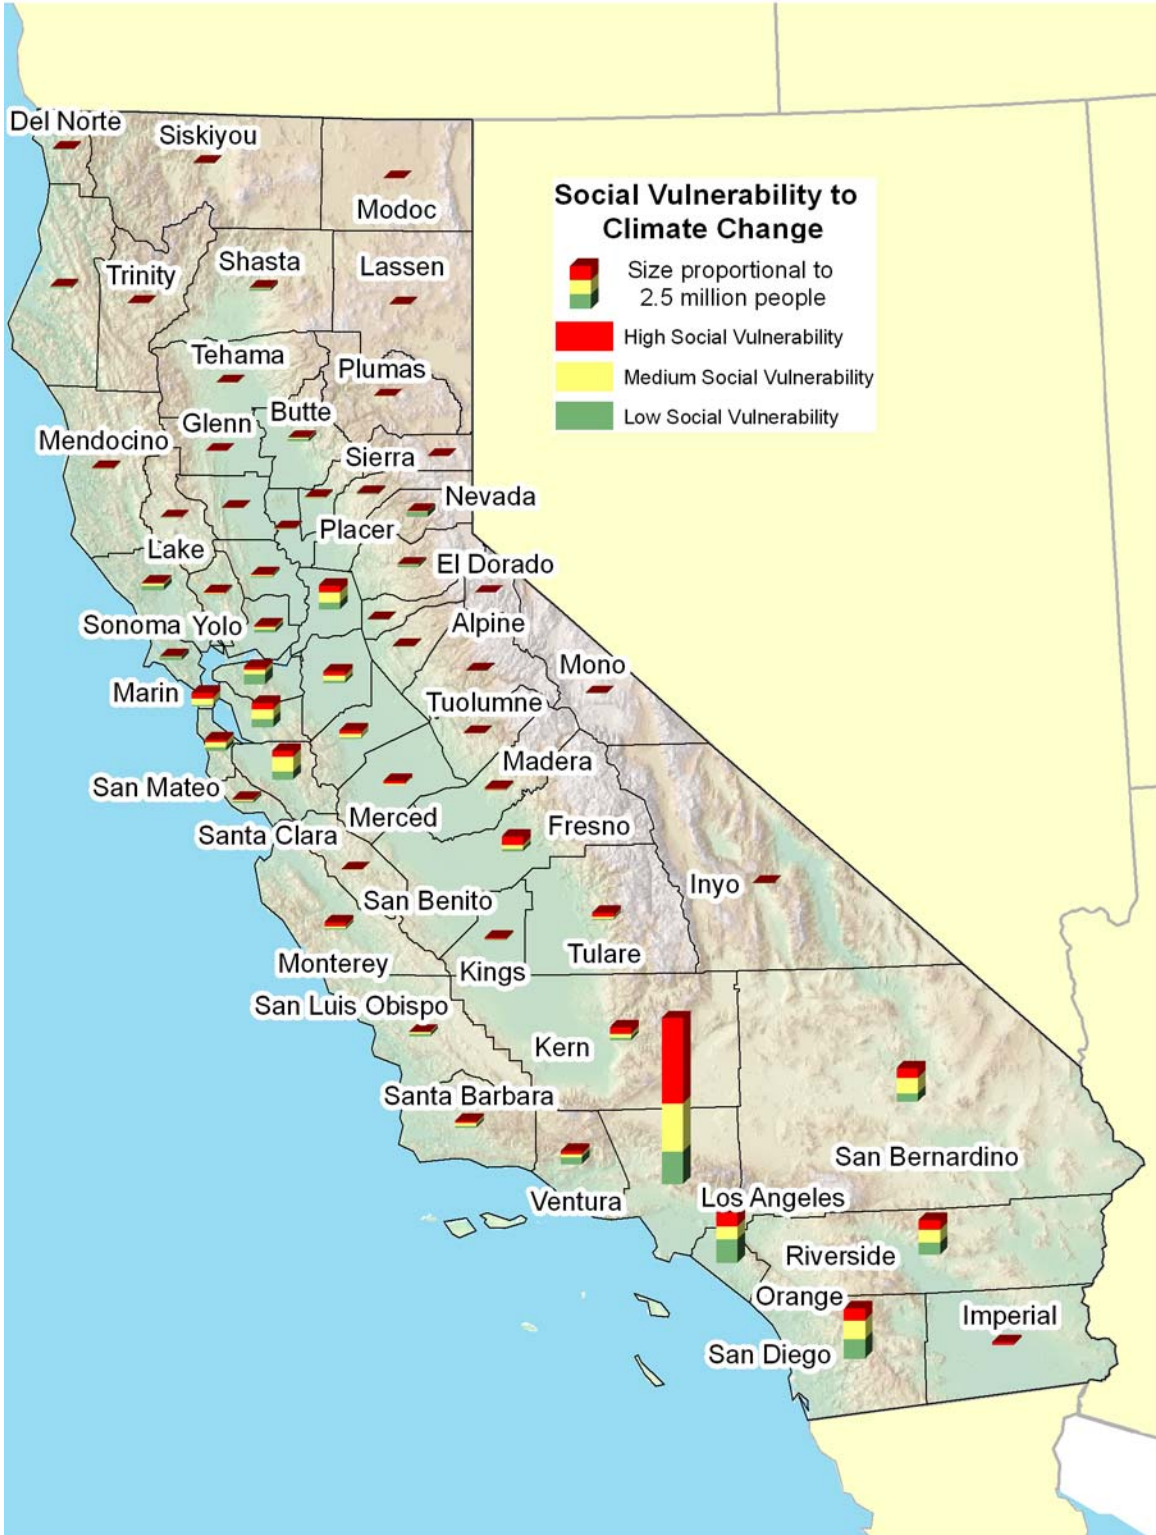 Del Norte
Siskiyou
Modoc
Social Vulnerability to
Climate Change
Size proportional to
2.5 million people
High Social Vulnerability
Medium Social Vulnerability
Low Social Vulnerability
Trinity
Shasta
Lassen
Tehama
Plumas
Glenn
Butte
Mendocino
Sierra
Nevada
Placer
Lake
El Dorado
Sonoma
Yolo
Alpine
Mono
Marin
Tuolumne
Madera
San Mateo
Merced
Santa Clara
Fresno
Inyo
San Benito
Tulare
Monterey
Kings
San Luis Obispo
Kern
Santa Barbara
San Bernardino
Ventura
Los Angeles
Riverside
Orange
Imperial
San Diego